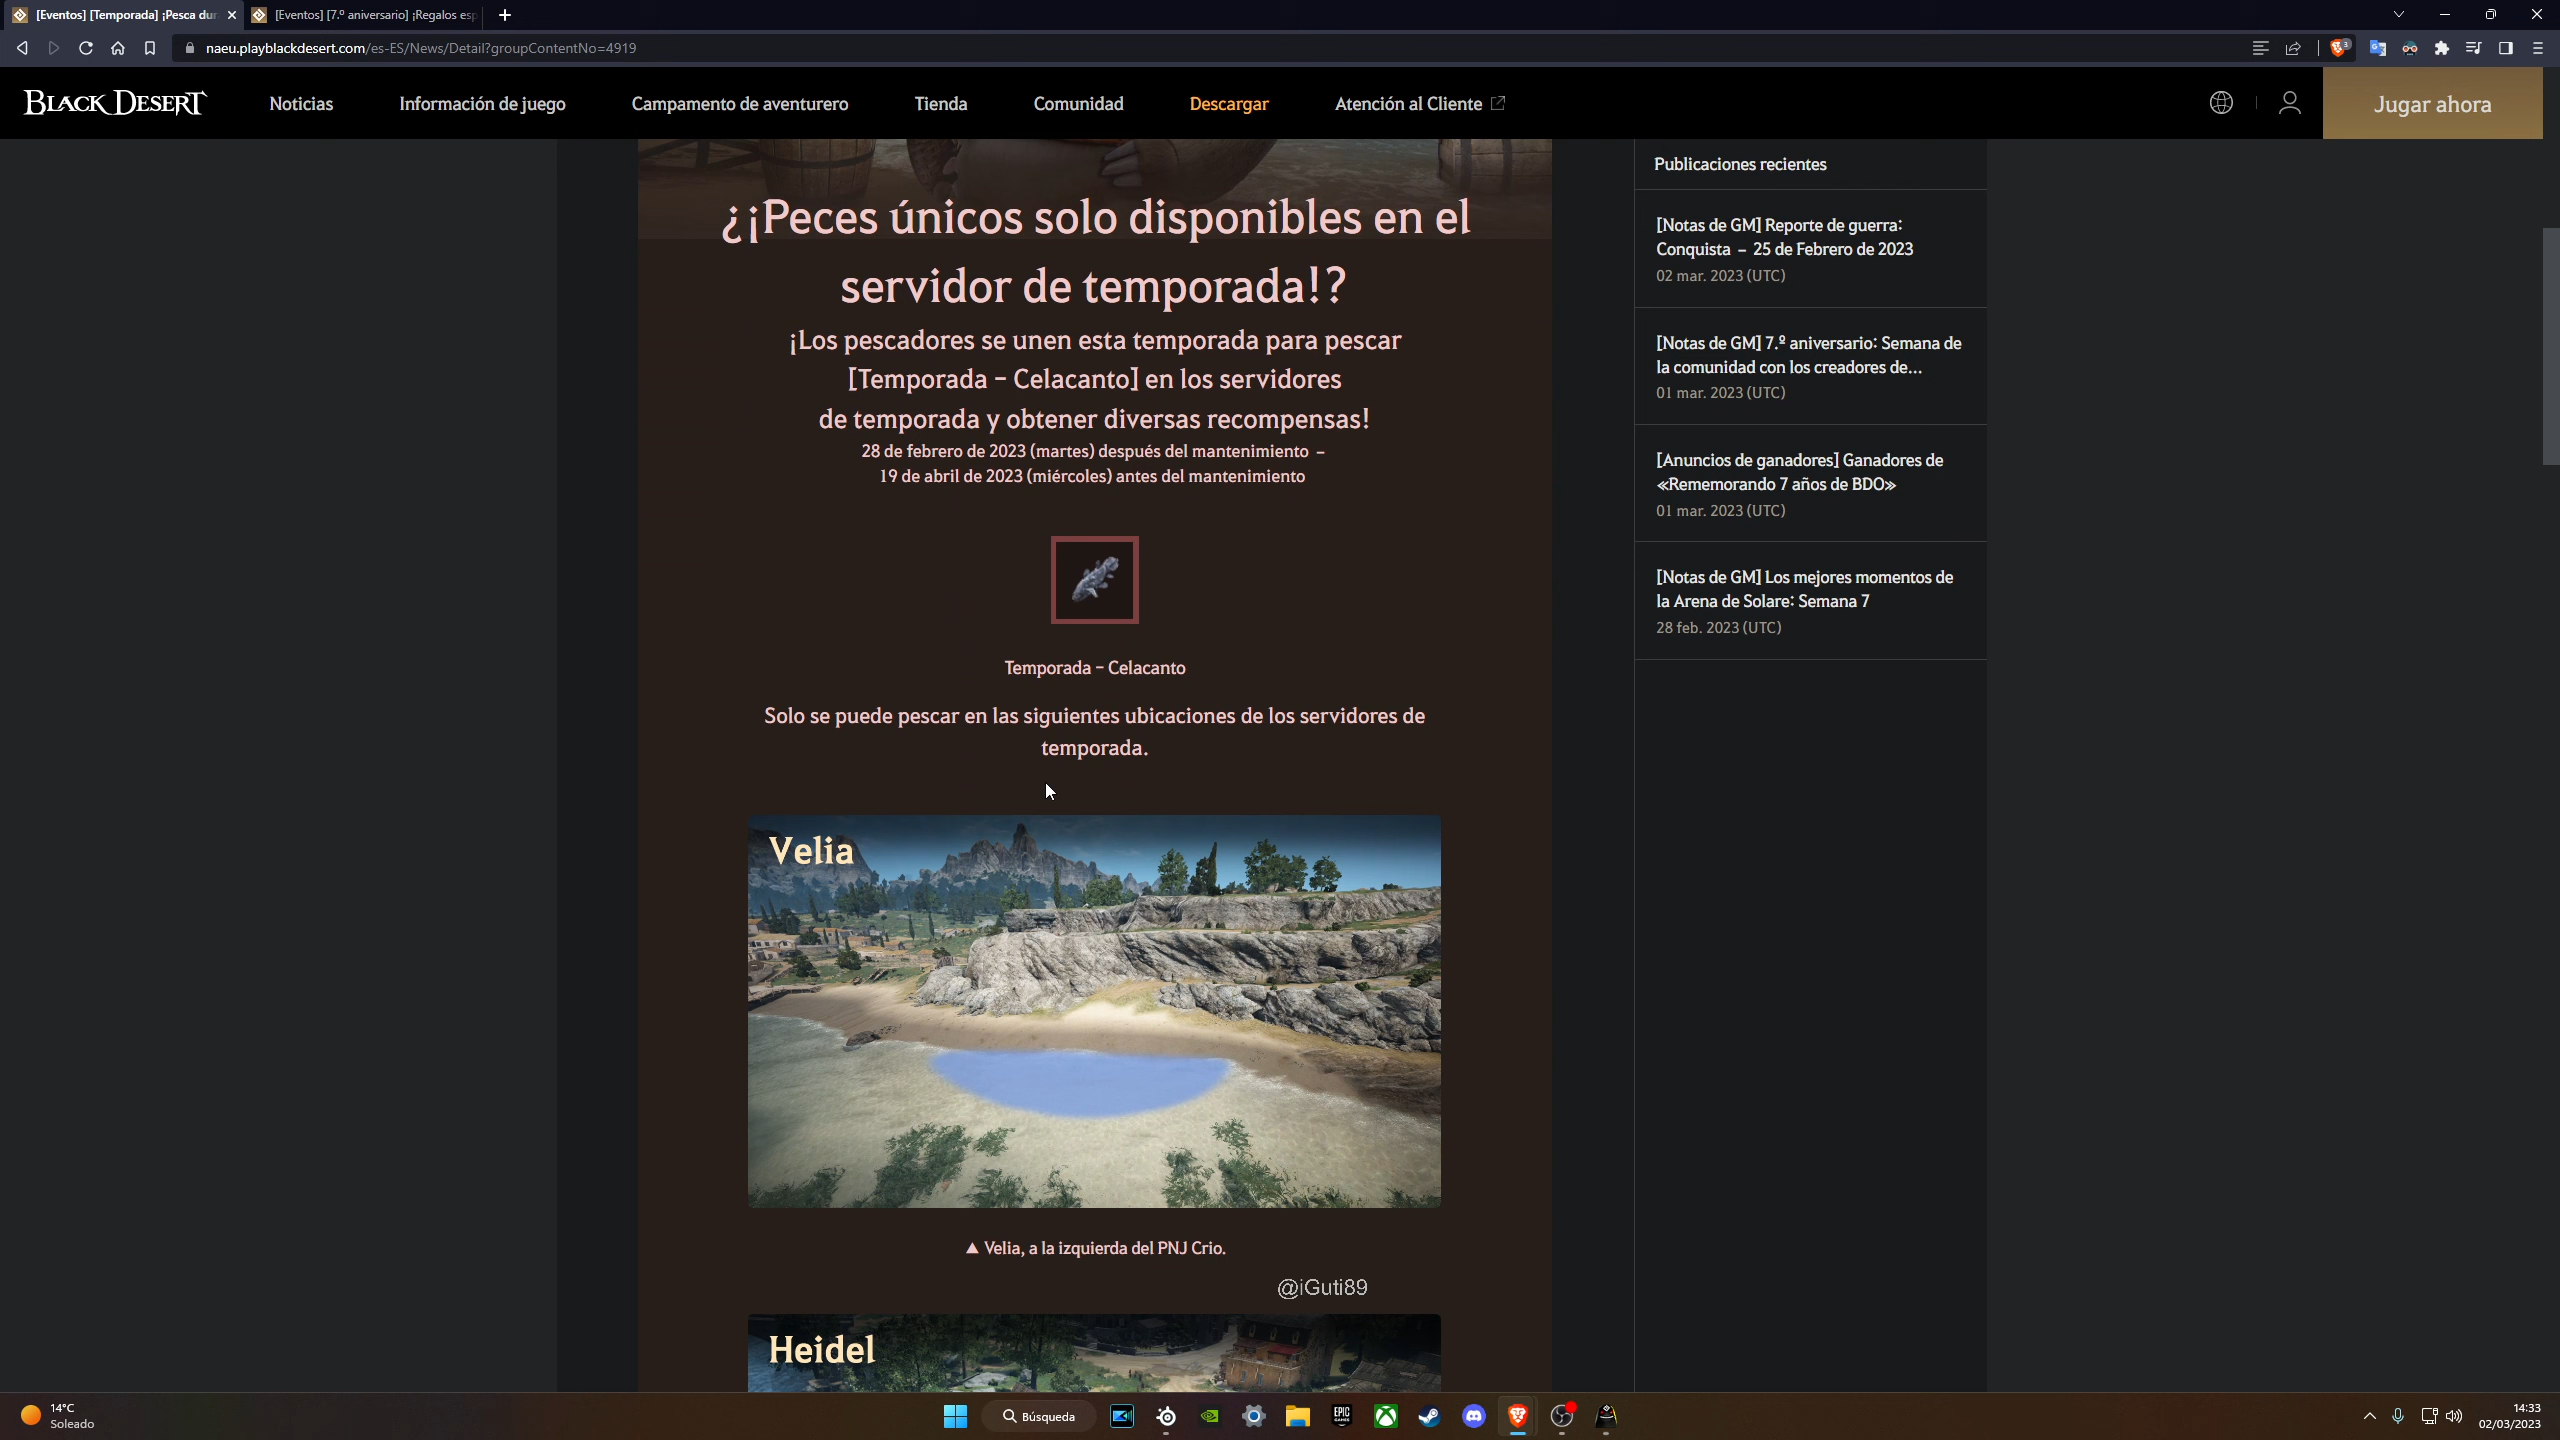 [Eventos] [Temporada] ¡Pesca dur
[Eventos] [7.º aniversario] ¡Regalos esp
naeu.playblackdesert.com/es-ES/News/Detail?groupContentNo=4919
BLACK DESERT
Noticias
Información de juego
Campamento de aventurero
Tienda
Comunidad
Descargar
Atención al Cliente
Jugar ahora
¿¡Peces únicos solo disponibles en el
servidor de temporada!?
¡Los pescadores se unen esta temporada para pescar
[Temporada - Celacanto] en los servidores
de temporada y obtener diversas recompensas!
28 de febrero de 2023 (martes) después del mantenimiento -
19 de abril de 2023 (miércoles) antes del mantenimiento
Temporada - Celacanto
Solo se puede pescar en las siguientes ubicaciones de los servidores de
temporada.
Velia
▲ Velia, a la izquierda del PNJ Crio.
@iGuti89
Heidel
Publicaciones recientes
[Notas de GM] Reporte de guerra:
Conquista – 25 de Febrero de 2023
02 mar. 2023 (UTC)
[Notas de GM] 7.º aniversario: Semana de
la comunidad con los creadores de...
01 mar. 2023 (UTC)
[Anuncios de ganadores] Ganadores de
«Rememorando 7 años de BDO»
01 mar. 2023 (UTC)
[Notas de GM] Los mejores momentos de
la Arena de Solare: Semana 7
28 feb. 2023 (UTC)
14°C
Soleado
Búsqueda
EPIC GAMES
14:33
02/03/2023